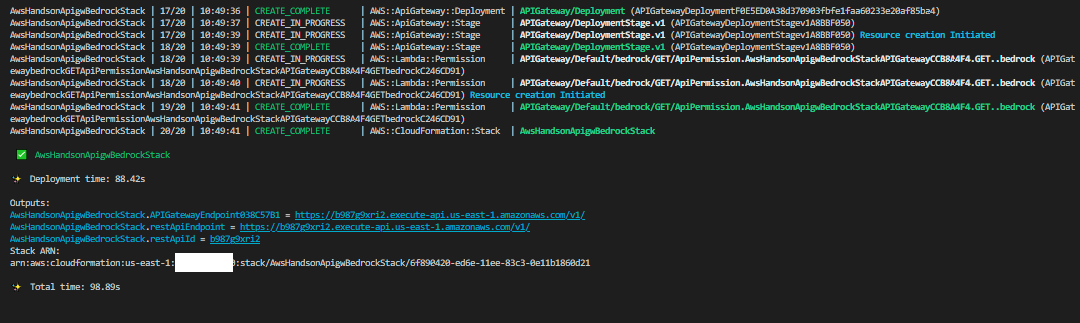 AwsHandsonApigwBedrockStack | 17/20 | 10:49:36 | CREATE_COMPLETE | AWS::ApiGateway::Deployment | APIGateway/Deployment (APIGatewayDeploymentF0E5ED0A38d370903fbfe1faa60233e20af85ba4)
AwsHandsonApigwBedrockStack | 17/20 | 10:49:37 | CREATE_IN_PROGRESS | AWS::ApiGateway::Stage | APIGateway/DeploymentStage.v1 (APIGatewayDeploymentStagev1A8BBF050)
AwsHandsonApigwBedrockStack | 17/20 | 10:49:39 | CREATE_IN_PROGRESS | AWS::ApiGateway::Stage | APIGateway/DeploymentStage.v1 (APIGatewayDeploymentStagev1A8BBF050) Resource creation Initiated
AwsHandsonApigwBedrockStack | 18/20 | 10:49:39 | CREATE_COMPLETE | AWS::ApiGateway::Stage | APIGateway/DeploymentStage.v1 (APIGatewayDeploymentStagev1A8BBF050)
AwsHandsonApigwBedrockStack | 18/20 | 10:49:39 | CREATE_IN_PROGRESS | AWS::Lambda::Permission | APIGateway/Default/bedrock/GET/ApiPermission.AwsHandsonApigwBedrockStackAPIGatewayCCB8A4F4.GET..bedrock (APIGat
ewaybedrockGETApiPermissionAwsHandsonApigwBedrockStackAPIGatewayCCB8A4F4GETbedrockC246CD91)
AwsHandsonApigwBedrockStack | 18/20 | 10:49:40 | CREATE_IN_PROGRESS | AWS::Lambda::Permission | APIGateway/Default/bedrock/GET/ApiPermission.AwsHandsonApigwBedrockStackAPIGatewayCCB8A4F4.GET..bedrock (APIGat
ewaybedrockGETApiPermissionAwsHandsonApigwBedrockStackAPIGatewayCCB8A4F4GETbedrockC246CD91) Resource creation Initiated
AwsHandsonApigwBedrockStack | 19/20 | 10:49:41 | CREATE_COMPLETE | AWS::Lambda::Permission | APIGateway/Default/bedrock/GET/ApiPermission.AwsHandsonApigwBedrockStackAPIGatewayCCB8A4F4.GET..bedrock (APIGat
ewaybedrockGETApiPermissionAwsHandsonApigwBedrockStackAPIGatewayCCB8A4F4GETbedrockC246CD91)
AwsHandsonApigwBedrockStack | 20/20 | 10:49:41 | CREATE_COMPLETE | AWS::CloudFormation::Stack | AwsHandsonApigwBedrockStack
✅ AwsHandsonApigwBedrockStack
✨ Deployment time: 88.42s
Outputs:
AwsHandsonApigwBedrockStack.APIGatewayEndpoint038C57B1 = https://b987g9xri2.execute-api.us-east-1.amazonaws.com/v1/
AwsHandsonApigwBedrockStack.restApiEndpoint = https://b987g9xri2.execute-api.us-east-1.amazonaws.com/v1/
AwsHandsonApigwBedrockStack.restApiId = b987g9xri2
Stack ARN:
arn:aws:cloudformation:us-east-1: :stack/AwsHandsonApigwBedrockStack/6f890420-ed6e-11ee-83c3-0e11b1860d21
✨ Total time: 98.89s